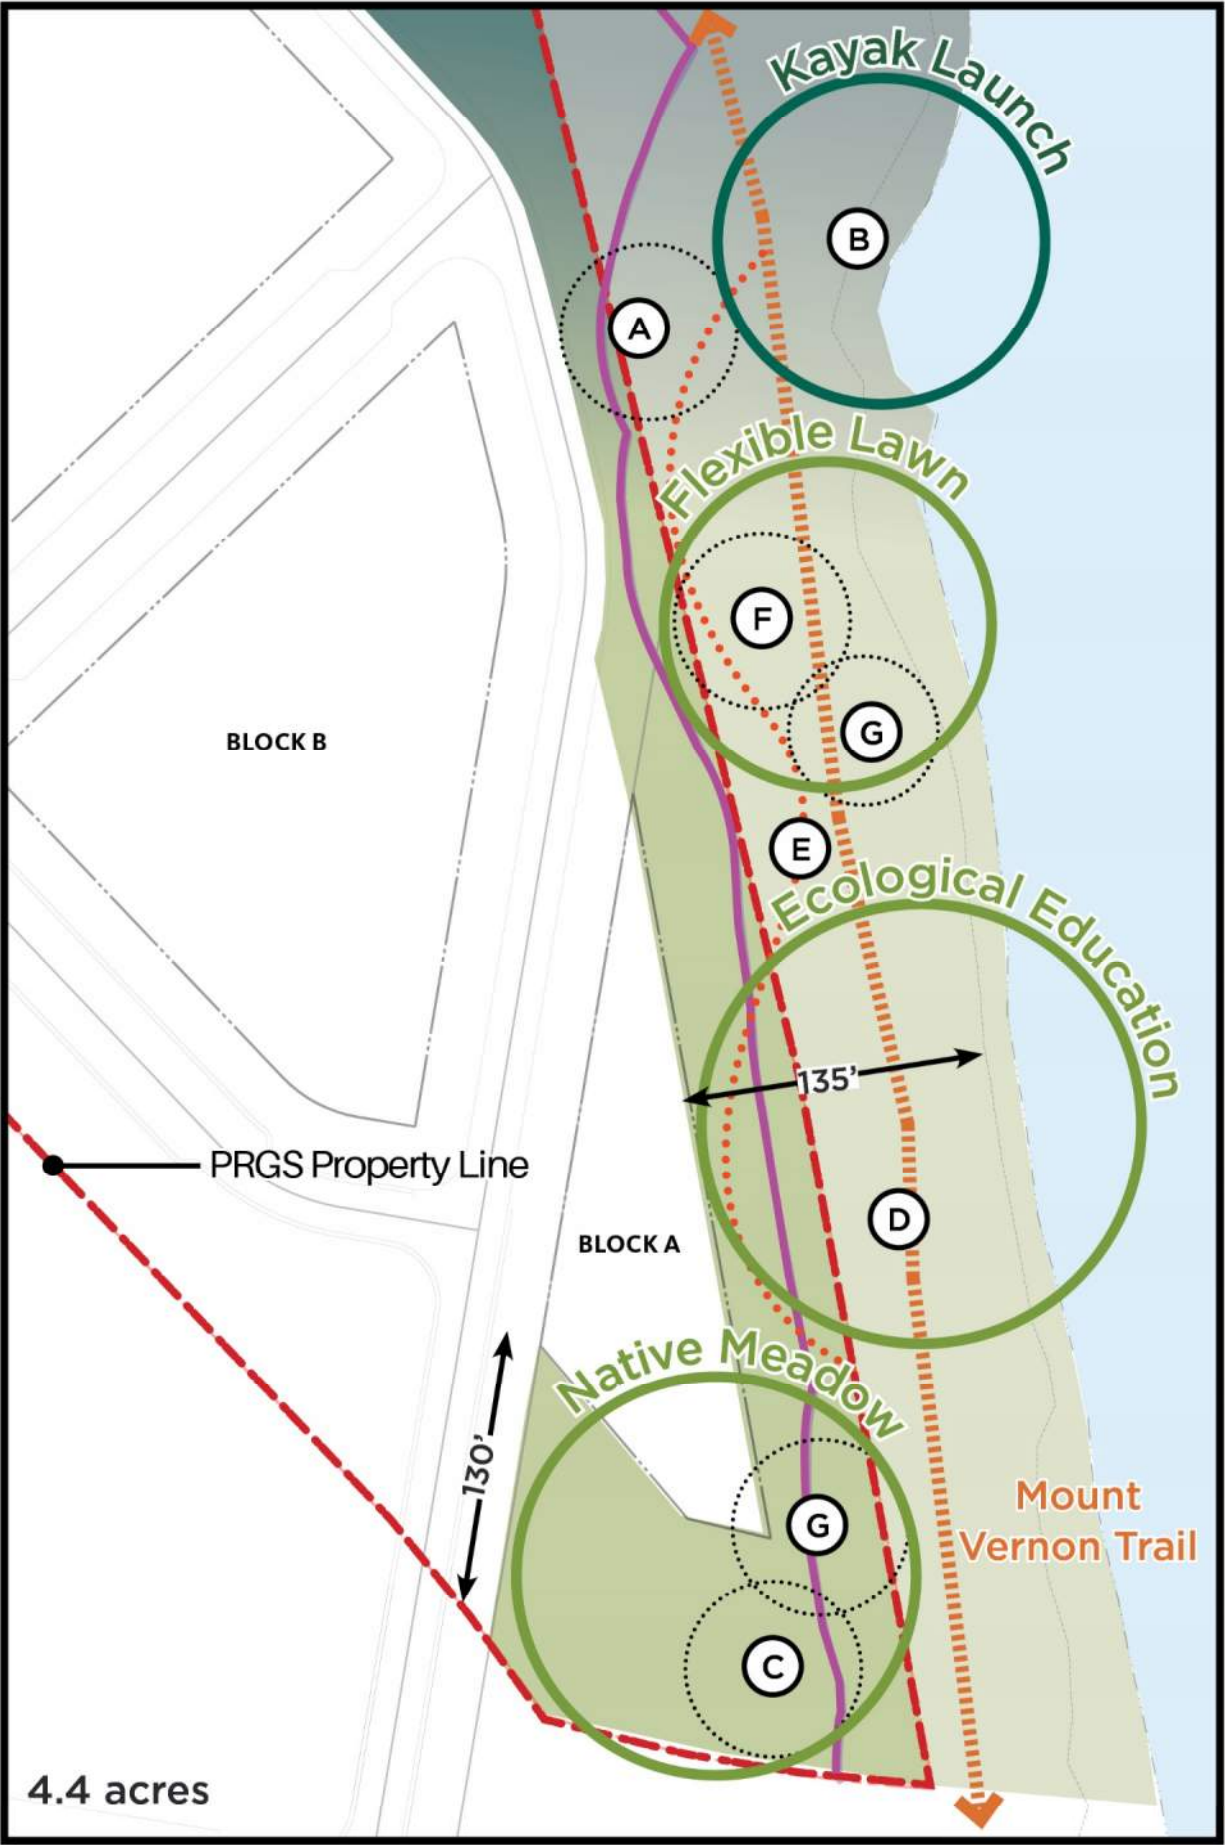 Kayak Launch
B
A
Flexible Lawn
F
G
BLOCK B
E
Ecological Education
135’
PRGS Property Line
D
BLOCK A
Native Meadow
130’
G
Mount
Vernon Trail
C
4.4 acres